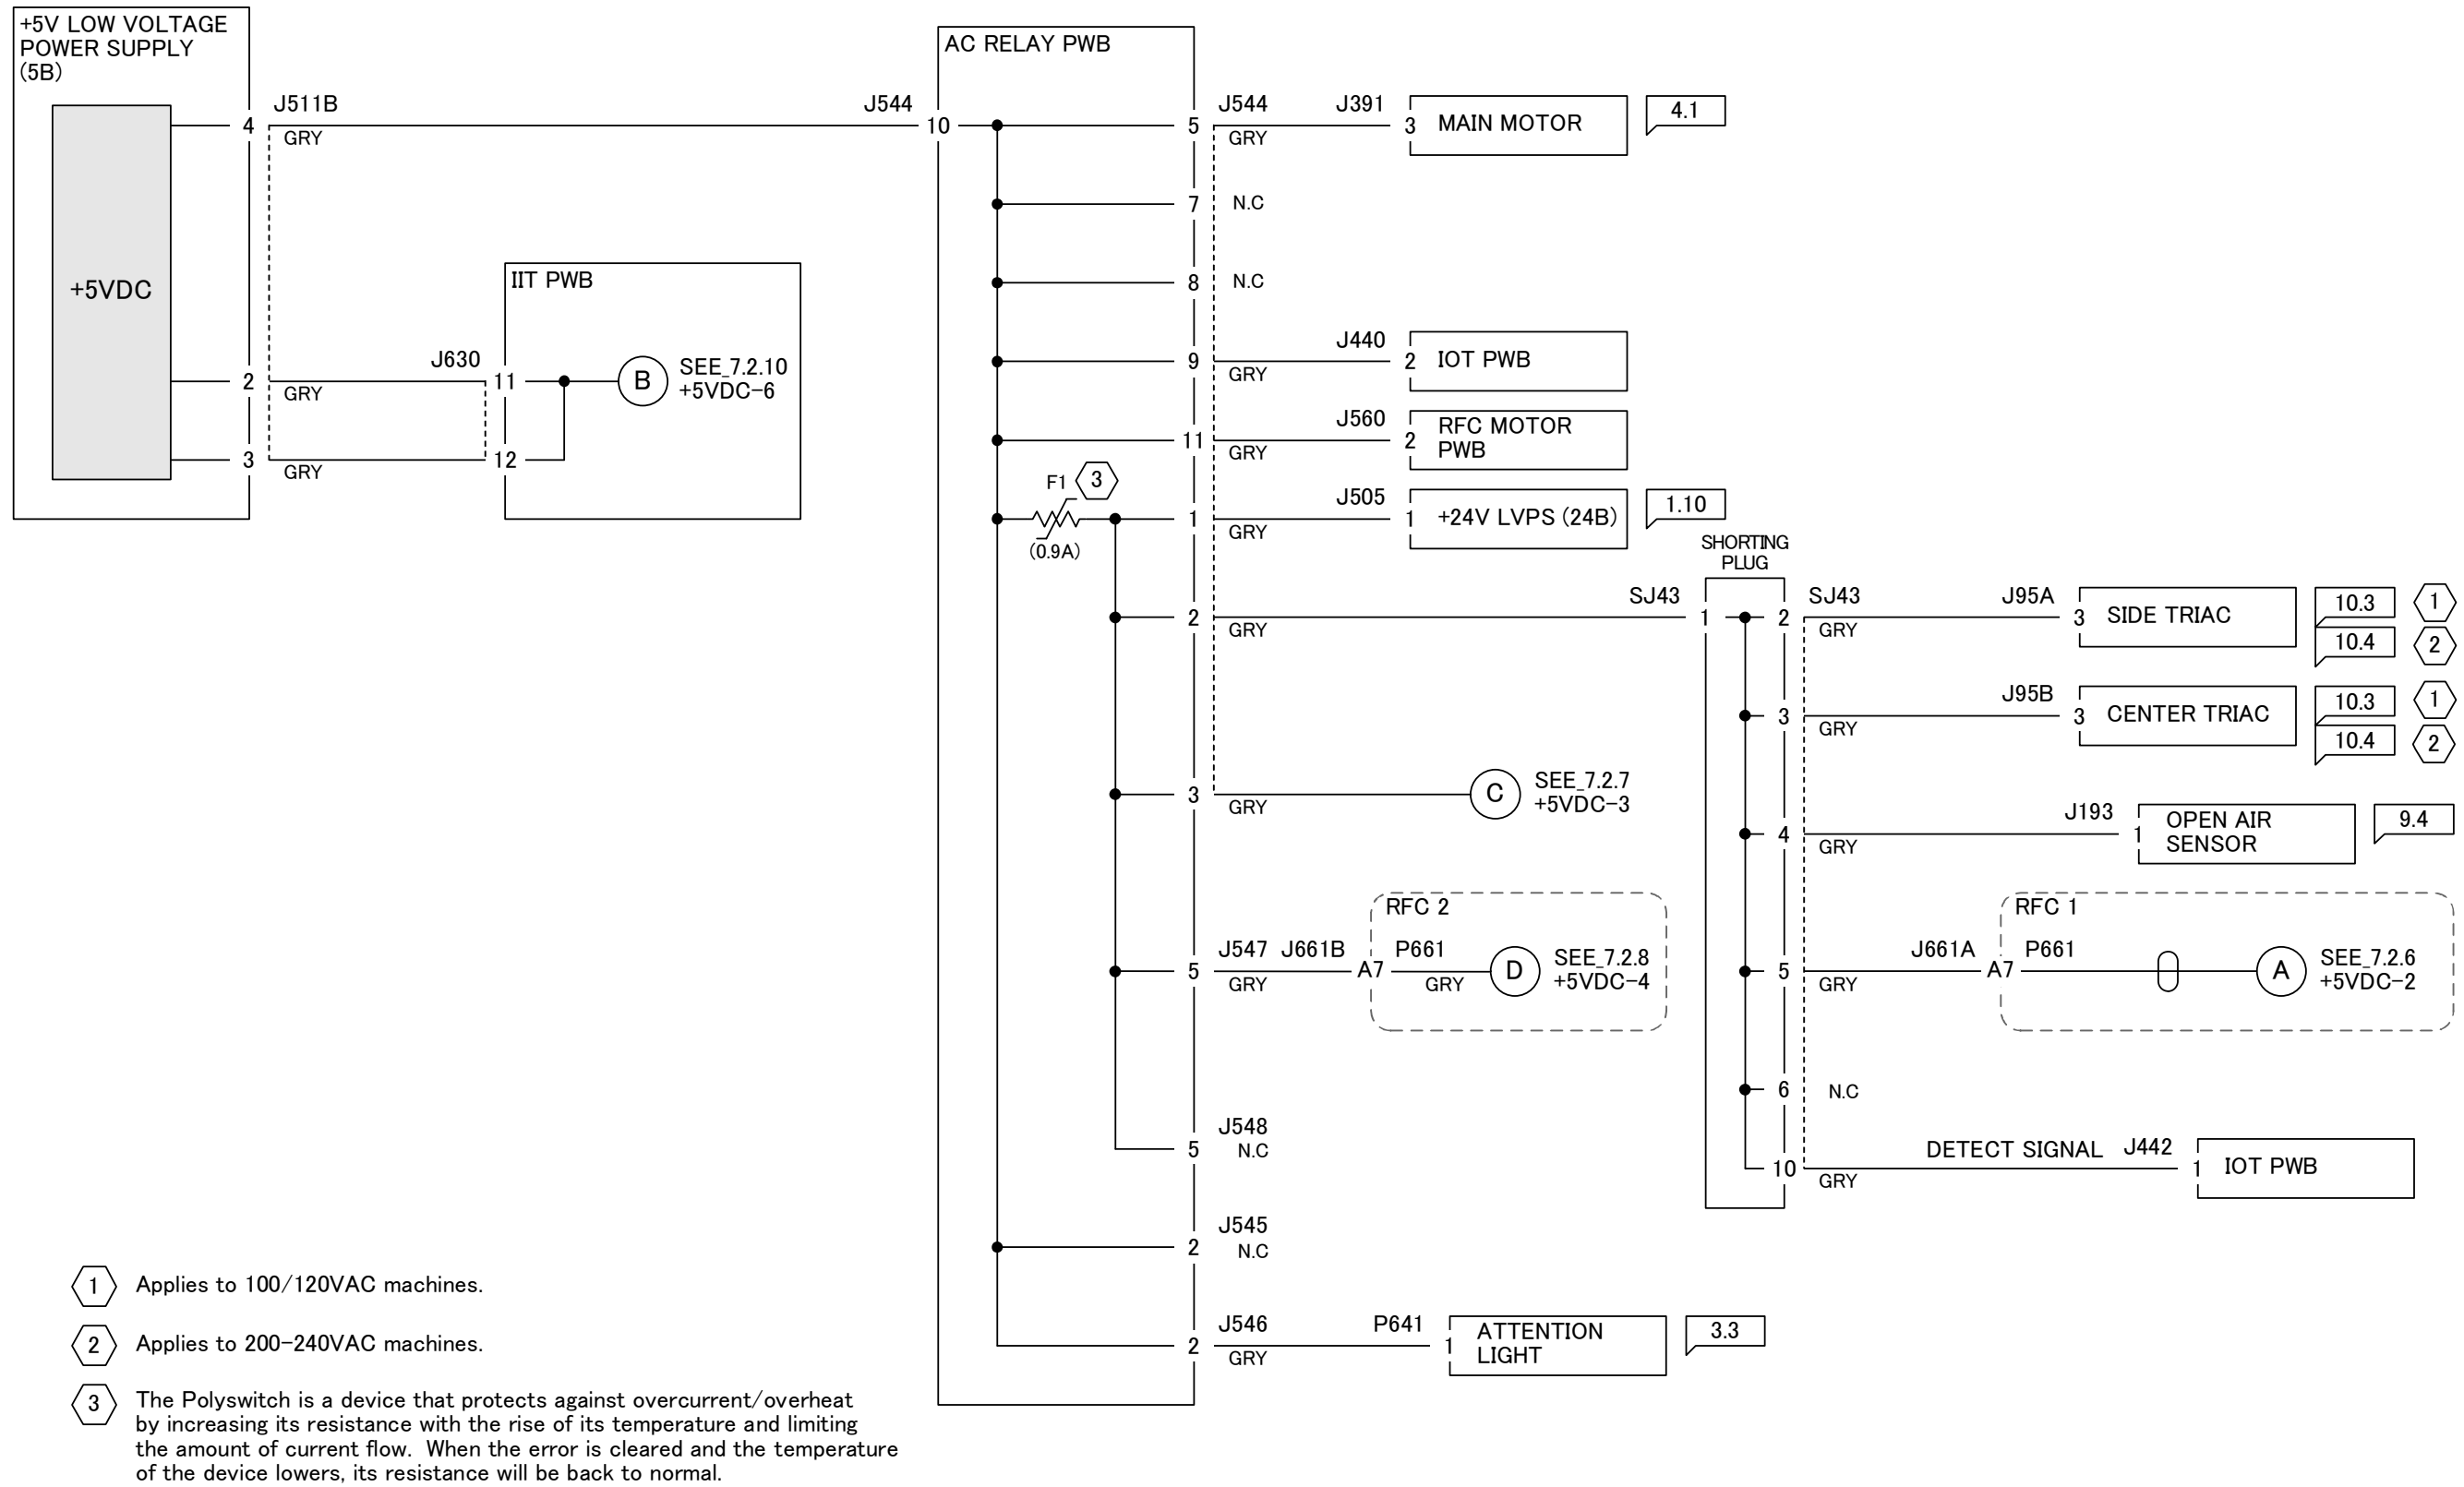 +5V LOW VOLTAGE
POWER SUPPLY
(5B)
+5VDC
4
J511B
GRY
2
GRY
3
GRY
J630
11
12
IIT PWB
B
SEE_7.2.10
+5VDC-6
J544
10
AC RELAY PWB
5
J544
GRY
J391
3
MAIN MOTOR
4.1
7
N.C
8
N.C
9
GRY
J440
2
IOT PWB
11
GRY
J560
2
RFC MOTOR
PWB
F1
3
(0.9A)
1
GRY
J505
1
+24V LVPS (24B)
1.10
2
GRY
SJ43
1
SHORTING
PLUG
2
SJ43
GRY
J95A
3
SIDE TRIAC
10.3
1
10.4
2
3
GRY
J95B
3
CENTER TRIAC
10.3
1
10.4
2
3
GRY
C
SEE_7.2.7
+5VDC-3
4
GRY
J193
1
OPEN AIR
SENSOR
9.4
5
J547
GRY
J661B
A7
RFC 2
P661
GRY
D
SEE_7.2.8
+5VDC-4
5
GRY
J661A
A7
RFC 1
P661
A
SEE_7.2.6
+5VDC-2
6
N.C
5
J548
N.C
10
GRY
DETECT SIGNAL
J442
1
IOT PWB
2
J545
N.C
2
J546
GRY
P641
1
ATTENTION
LIGHT
3.3
1
Applies to 100/120VAC machines.
2
Applies to 200-240VAC machines.
3
The Polyswitch is a device that protects against overcurrent/overheat
by increasing its resistance with the rise of its temperature and limiting
the amount of current flow. When the error is cleared and the temperature
of the device lowers, its resistance will be back to normal.